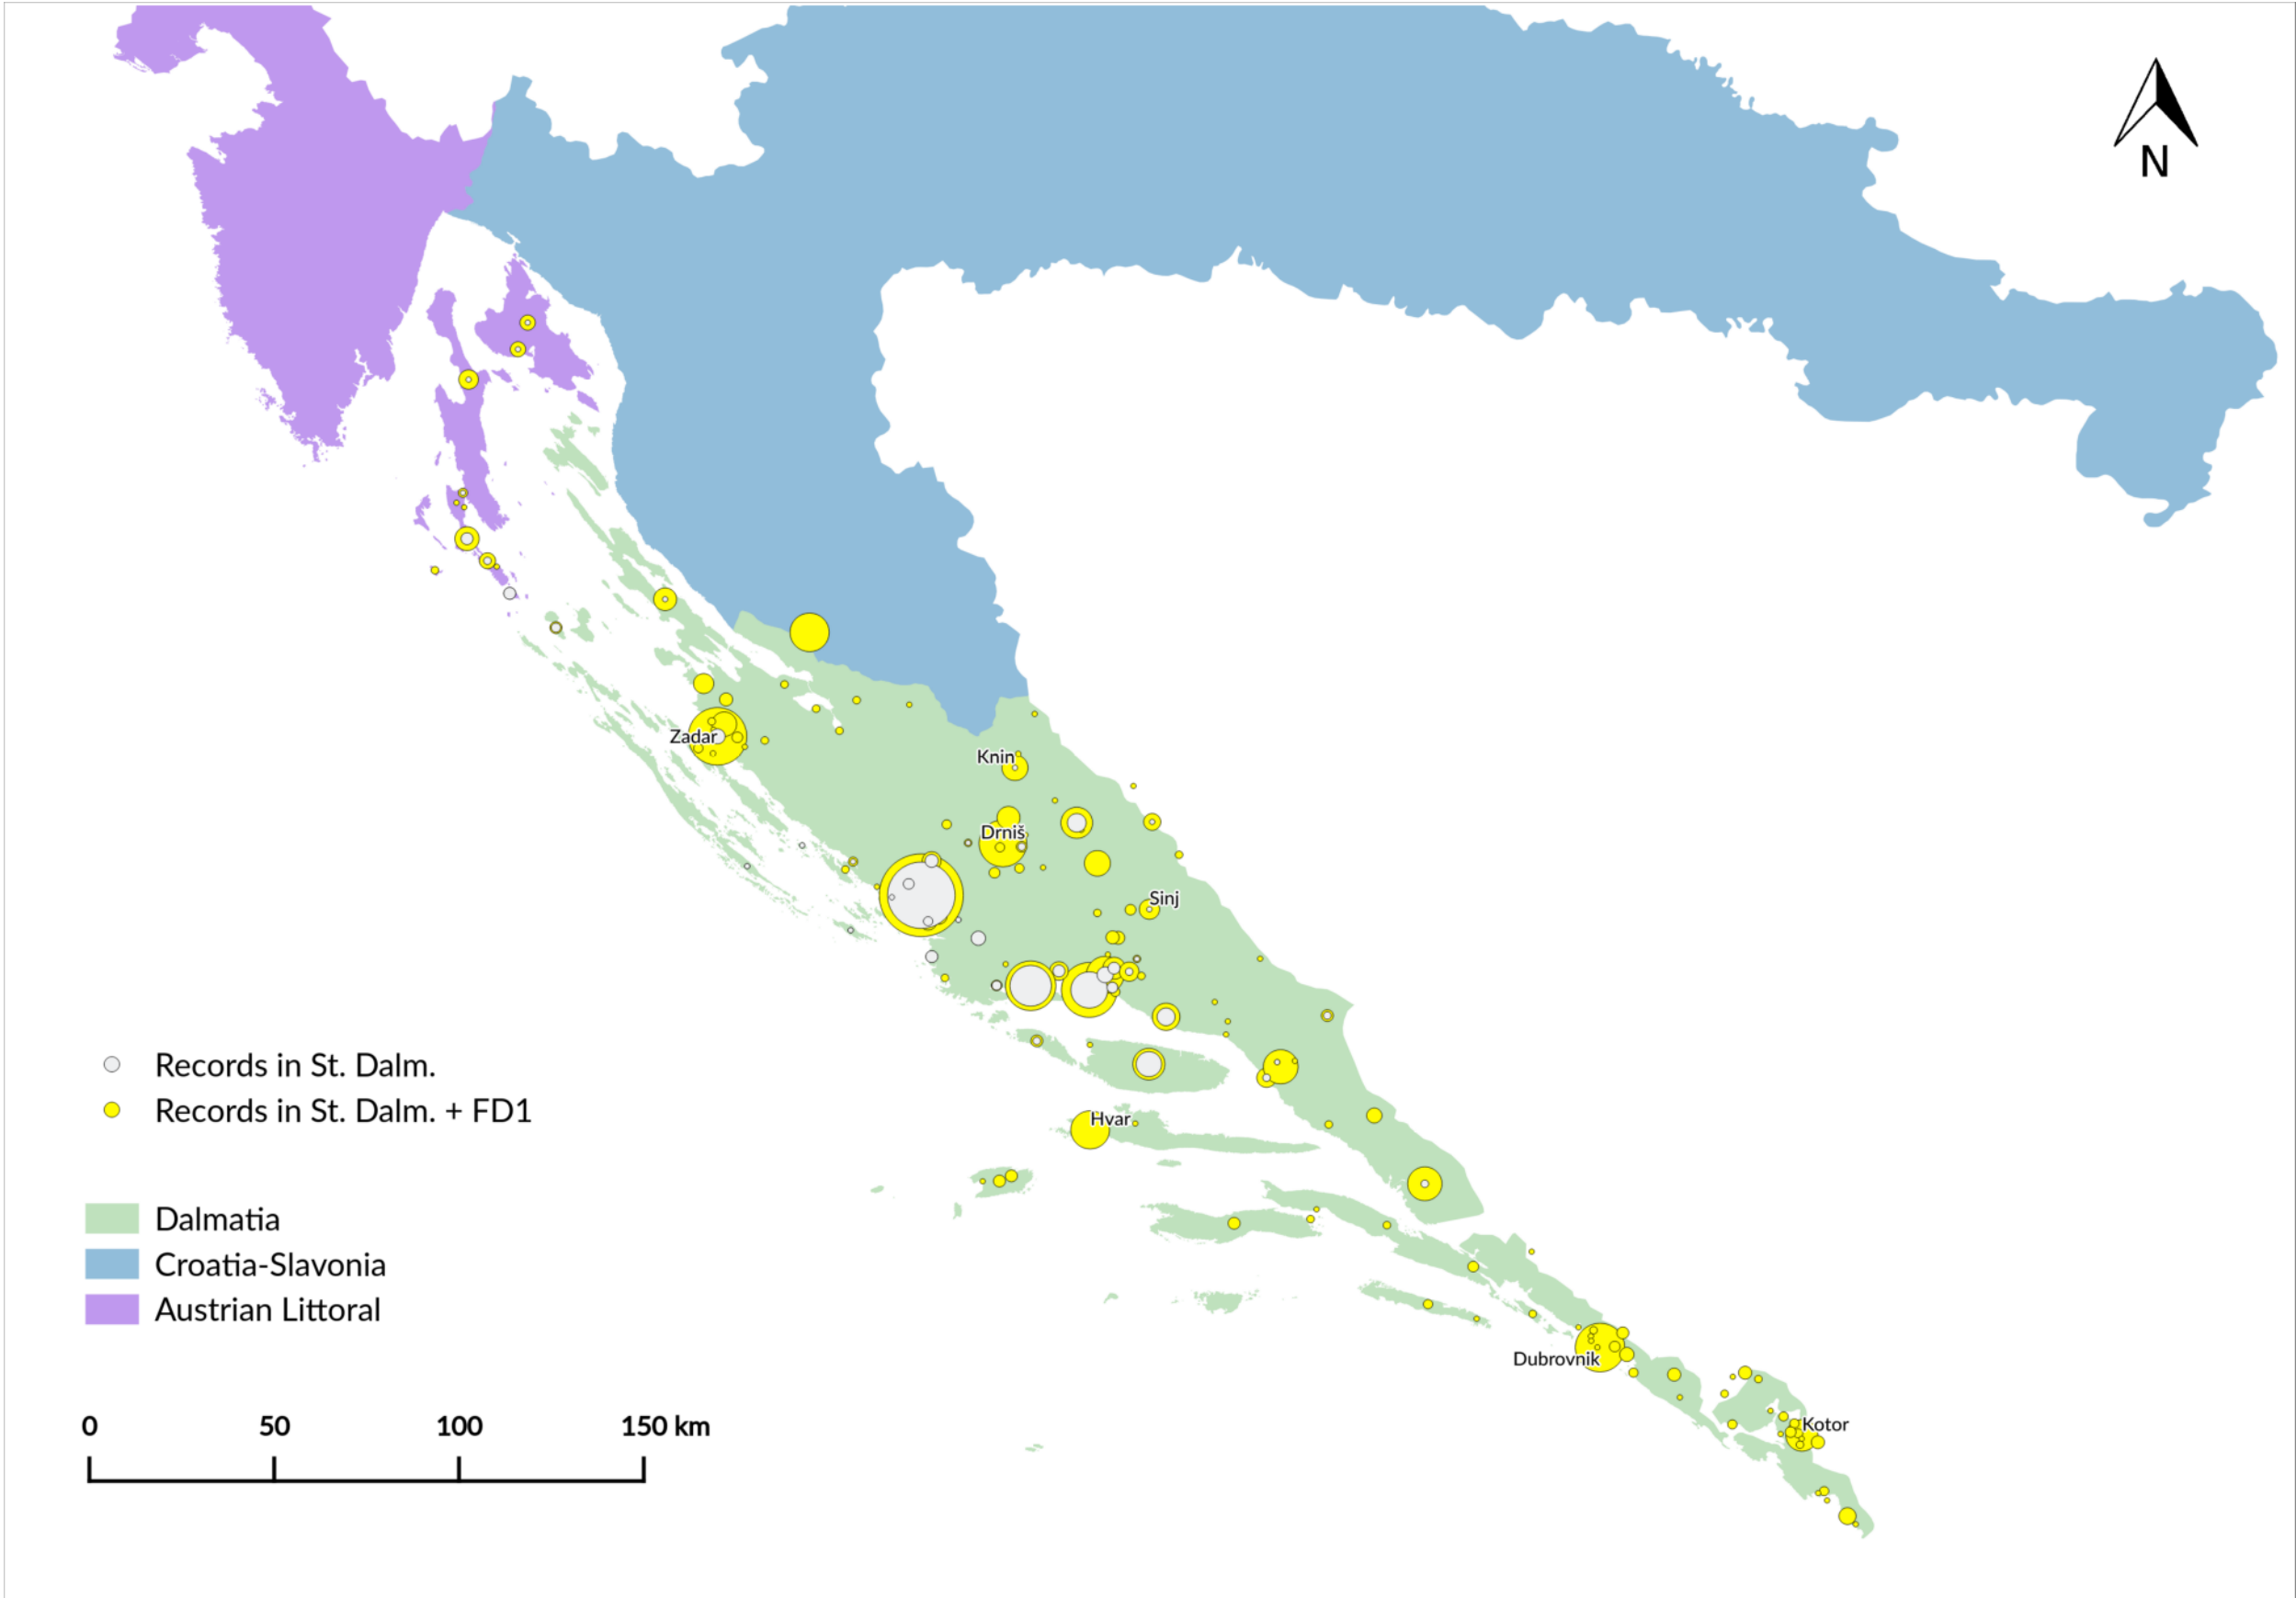 N
Zadar
Knin
Drniš
Sinj
Records in St. Dalm.
Records in St. Dalm. + FD1
Hvar
Dalmatia
Croatia-Slavonia
Austrian Littoral
Dubrovnik
Kotor
0 50 100 150 km